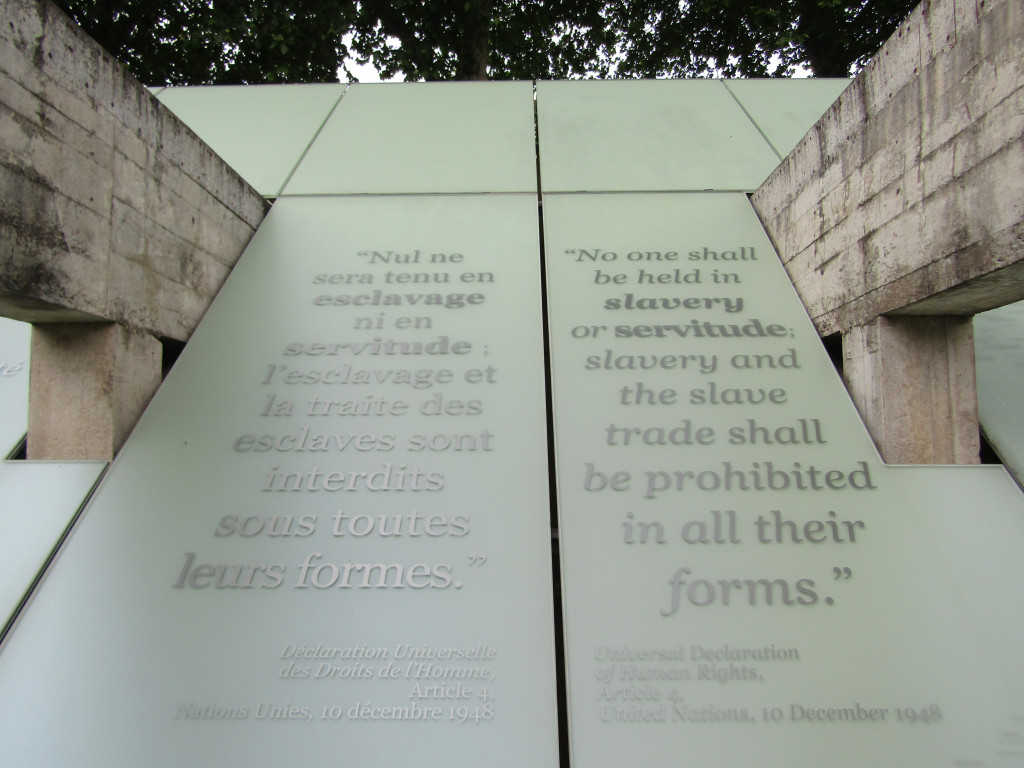 “Nul ne
sera tenu en
esclavage
ni en
servitude ;
l’esclavage et
la traite des
esclaves sont
interdits
sous toutes
leurs formes.”
Déclaration Universelle
des Droits de l’Homme,
Article 4,
Nations Unies, 10 décembre 1948
“No one shall
be held in
slavery
or servitude;
slavery and
the slave
trade shall
be prohibited
in all their
forms.”
Universal Declaration
of Human Rights,
Article 4,
United Nations, 10 December 1948